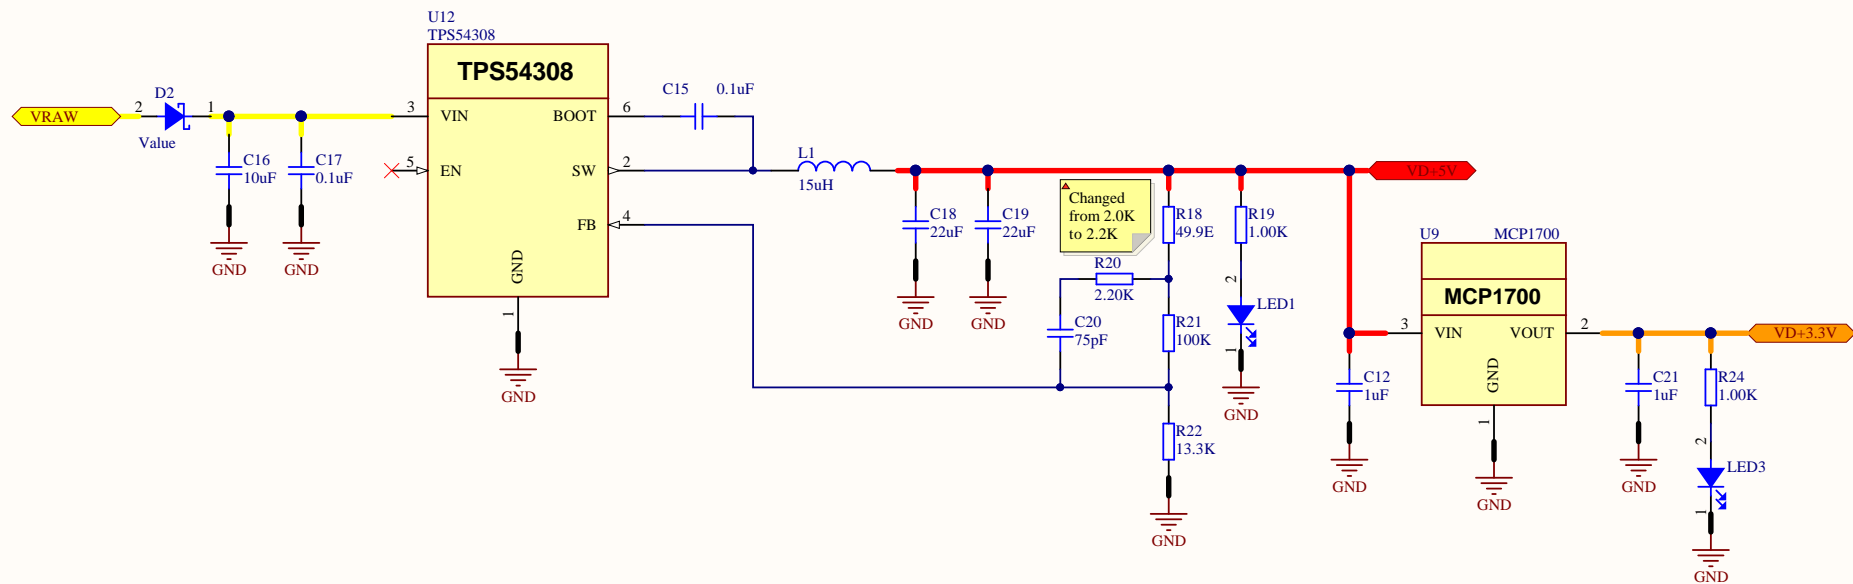 U12
TPS54308
TPS54308
VRAW
2
D2
1
Value
3
VIN
BOOT
6
C15
0.1uF
5
EN
SW
2
FB
4
GND
1
GND
C16
10uF
GND
C17
0.1uF
GND
L1
15uH
C18
22uF
GND
C19
22uF
GND
Changed
from 2.0K
to 2.2K
R18
49.9E
R20
2.20K
C20
75pF
R21
100K
R22
13.3K
GND
R19
1.00K
2
LED1
1
GND
VD+5V
U9
MCP1700
MCP1700
3
VIN
VOUT
2
GND
1
GND
C12
1uF
GND
C21
1uF
GND
R24
1.00K
2
LED3
1
GND
VD+3.3V